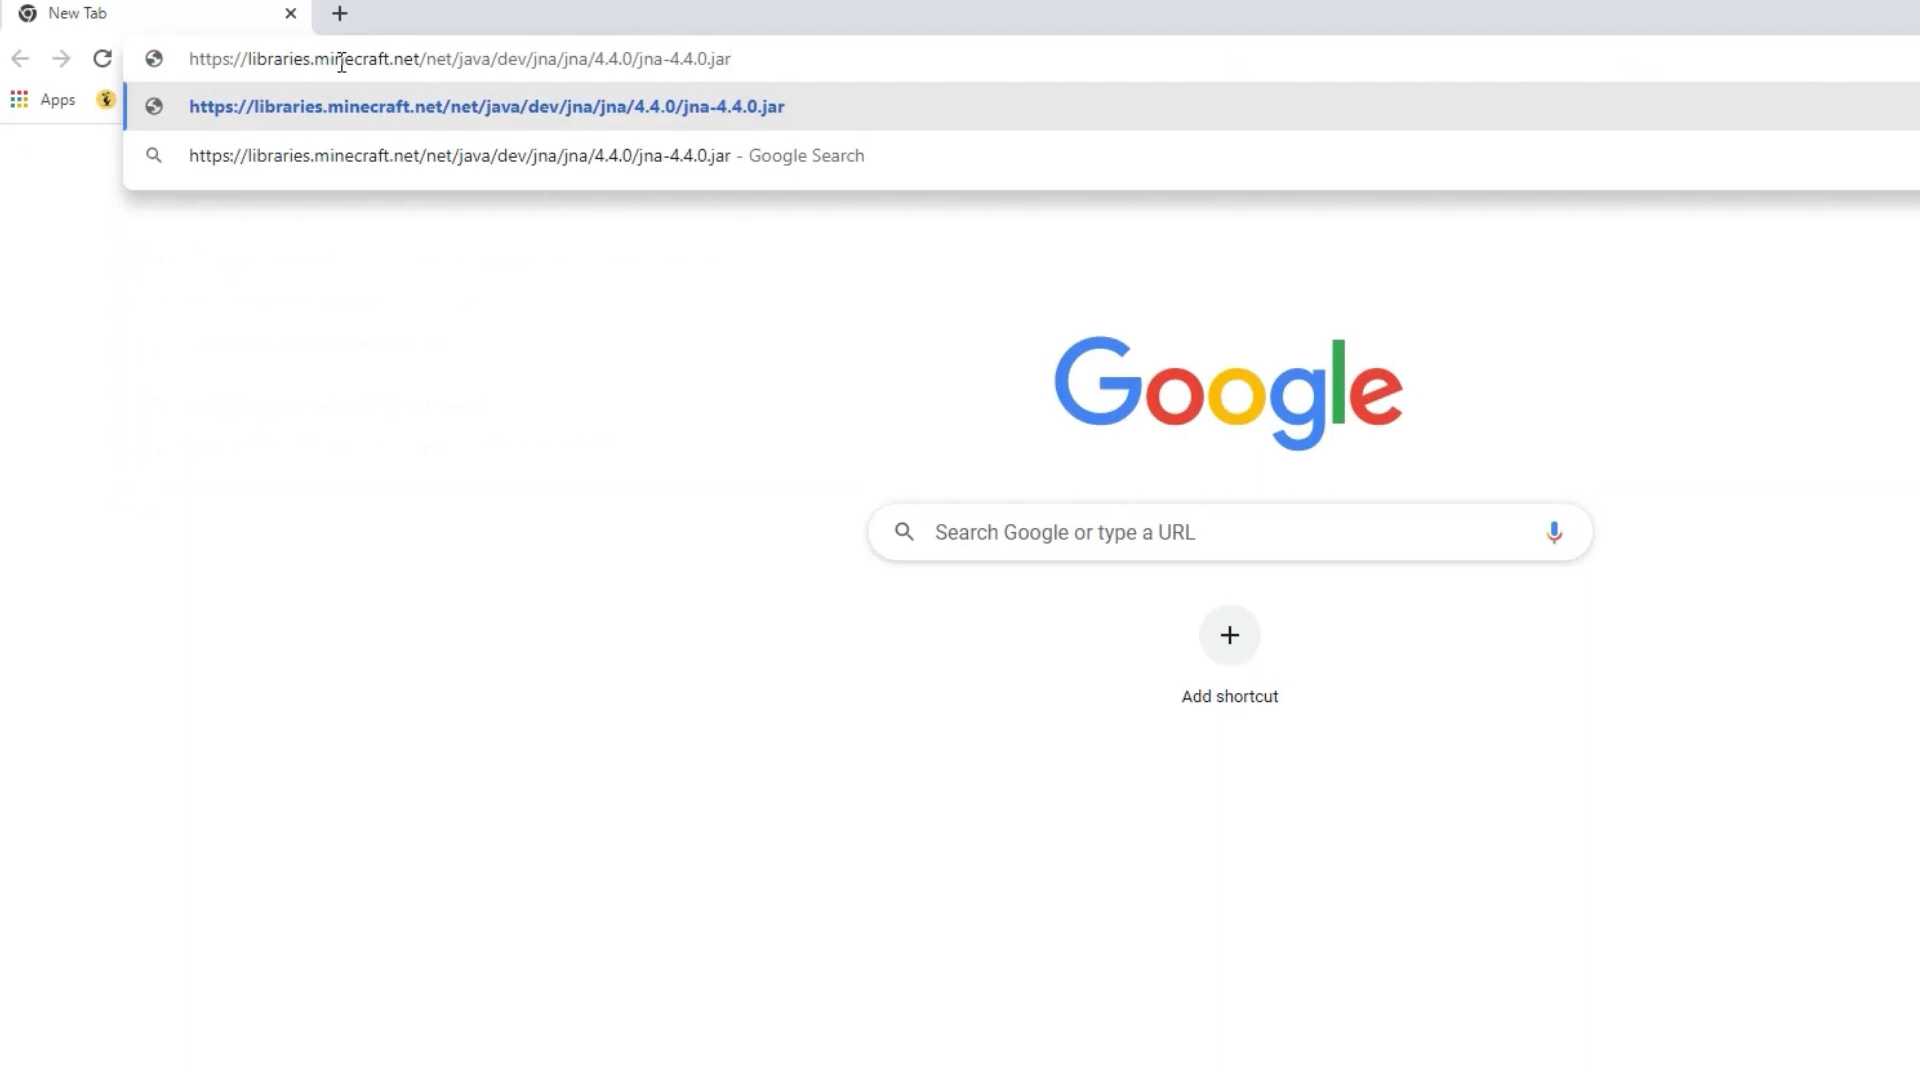 New Tab
https://libraries.minecraft.net/net/java/dev/jna/jna/4.4.0/jna-4.4.0.jar
Apps
https://libraries.minecraft.net/net/java/dev/jna/jna/4.4.0/jna-4.4.0.jar
https://libraries.minecraft.net/net/java/dev/jna/jna/4.4.0/jna-4.4.0.jar - Google Search
Google
Search Google or type a URL
Add shortcut